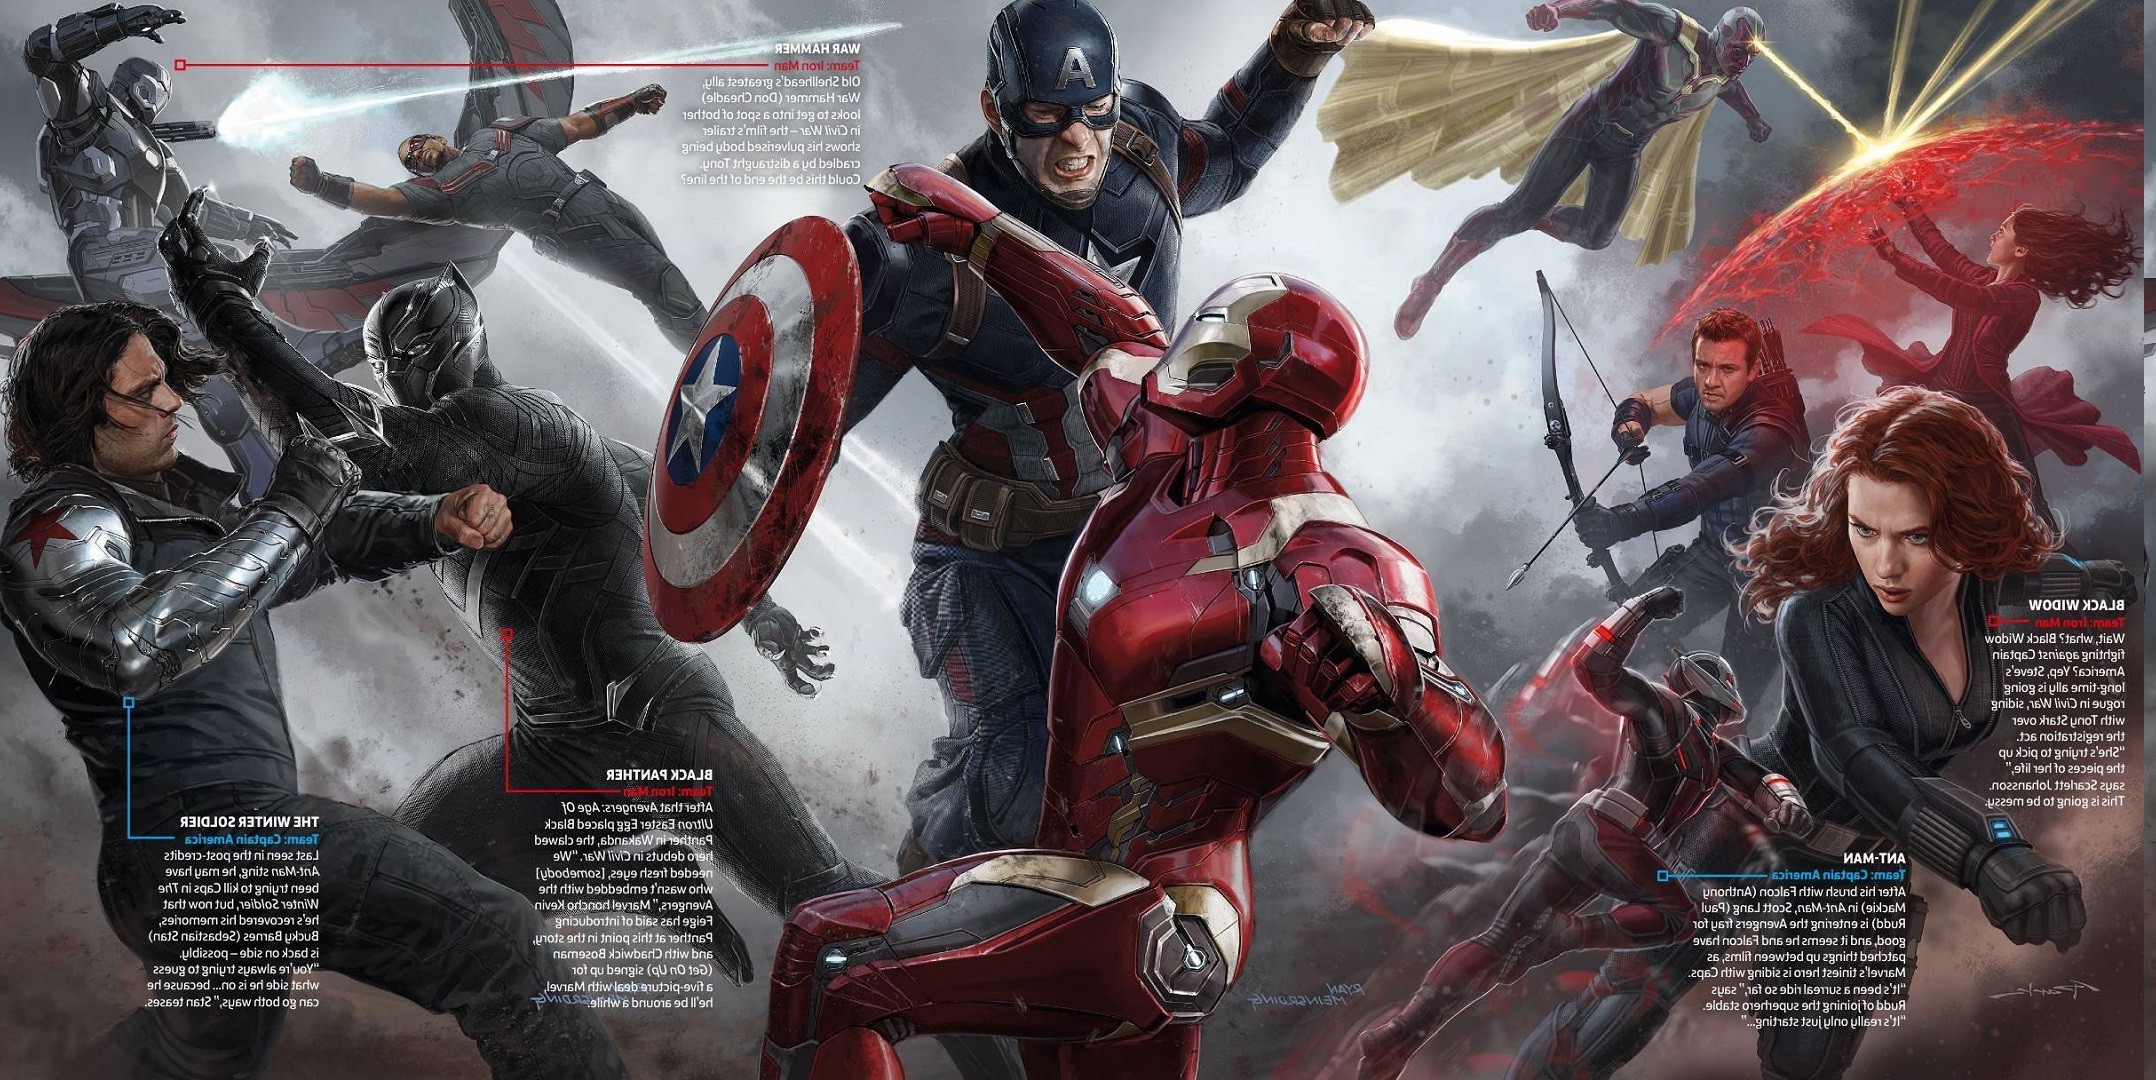 A
WAR HAMMER
Team: Iron Man
Old Shellhead's greatest ally,
War Hammer (Don Cheadle)
looks to get into a spot of bother
in Civil War – the film's trailer
shows his pulverised body being
cradled by a distraught Tony.
Could this be the end of the line?
THE WINTER SOLDIER
Team: Captain America
Last seen in the post-credits
Ant-Man sting, he may have
been trying to kill Caps in The
Winter Soldier, but now that
he's recovered his memories,
Bucky Barnes (Sebastian Stan)
is back on side – possibly.
"You're always trying to guess
what side he is on... because he
can go both ways," Stan teases.
BLACK PANTHER
Team: Iron Man
After that Avengers: Age Of
Ultron Easter Egg placed Black
Panther in Wakanda, the clawed
hero debuts in Civil War. "We
needed fresh eyes, [somebody]
who wasn't embedded with the
Avengers," Marvel honcho Kevin
Feige has said of introducing
Panther at this point in the story,
and with Chadwick Boseman
(Get On Up) signed up for
a five-picture deal with Marvel,
he'll be around a while.
RYAN
MEINERDING
BLACK WIDOW
Team: Iron Man
Wait, what? Black Widow
fighting against Captain
America? Yep, Steve's
long-time ally is going
rogue in Civil War, siding
with Tony Stark over
the registration act.
"She's trying to pick up
the pieces of her life,"
says Scarlett Johansson.
This is going to be messy.
ANT-MAN
Team: Captain America
After his brush with Falcon (Anthony
Mackie) in Ant-Man, Scott Lang (Paul
Rudd) is entering the Avengers fray for
good, and it seems he and Falcon have
patched things up between films, as
Marvel's tiniest hero is siding with Caps.
"It's been a surreal ride so far," says
Rudd of joining the superhero stable.
"It's really only just starting..."